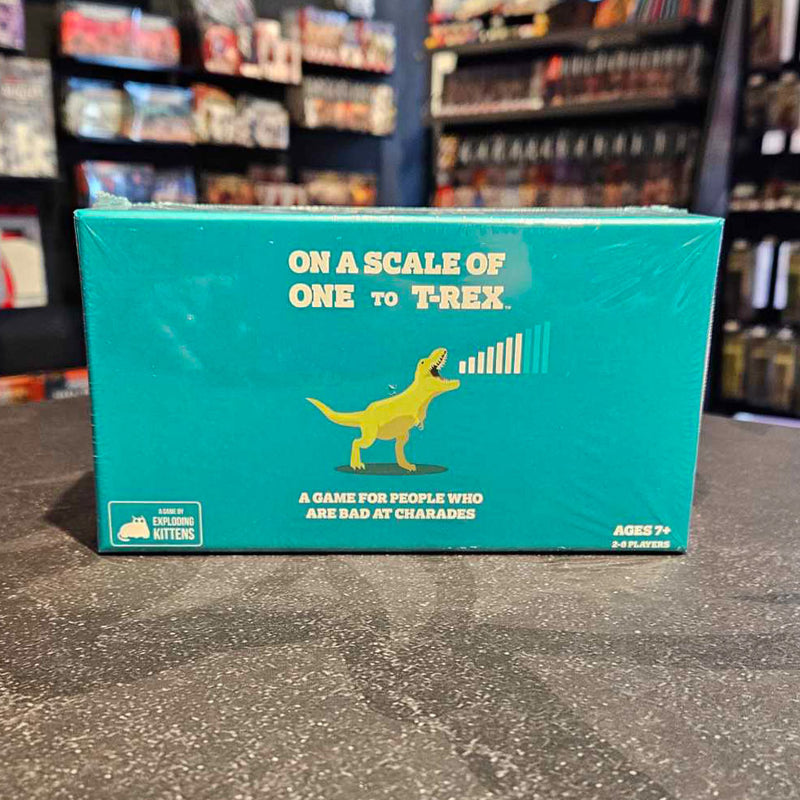 ON A SCALE OF
ONE TO T-REX
A GAME FOR PEOPLE WHO
ARE BAD AT CHARADES
A GAME BY
EXPLODING
KITTENS
AGES 7+
2-8 PLAYERS